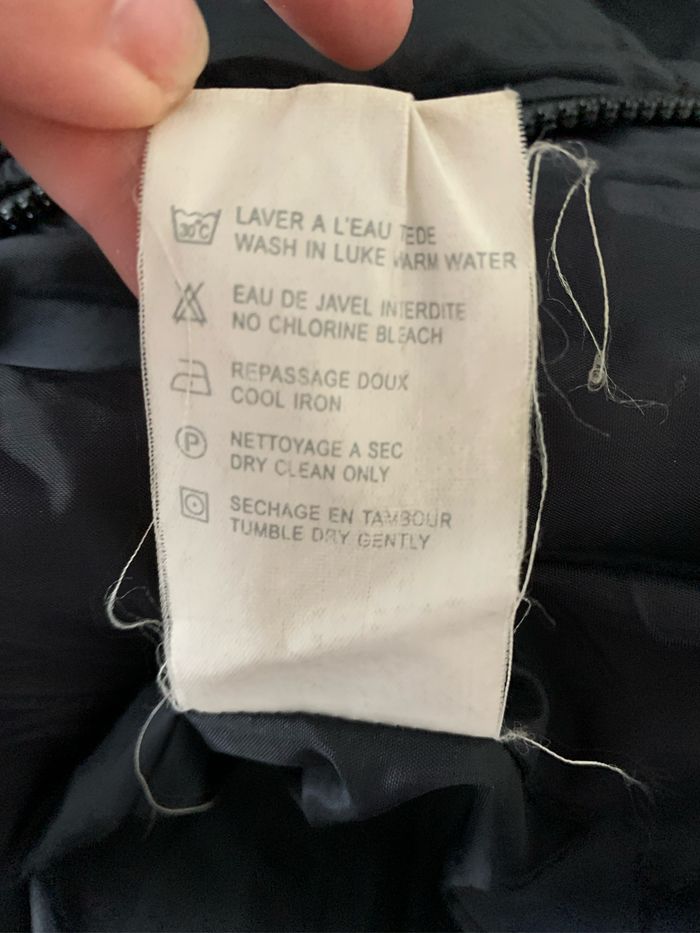 30°C
LAVER A L'EAU TEDE
WASH IN LUKE WARM WATER
EAU DE JAVEL INTERDITE
NO CHLORINE BLEACH
REPASSAGE DOUX
COOL IRON
P
NETTOYAGE A SEC
DRY CLEAN ONLY
SECHAGE EN TAMBOUR
TUMBLE DRY GENTLY